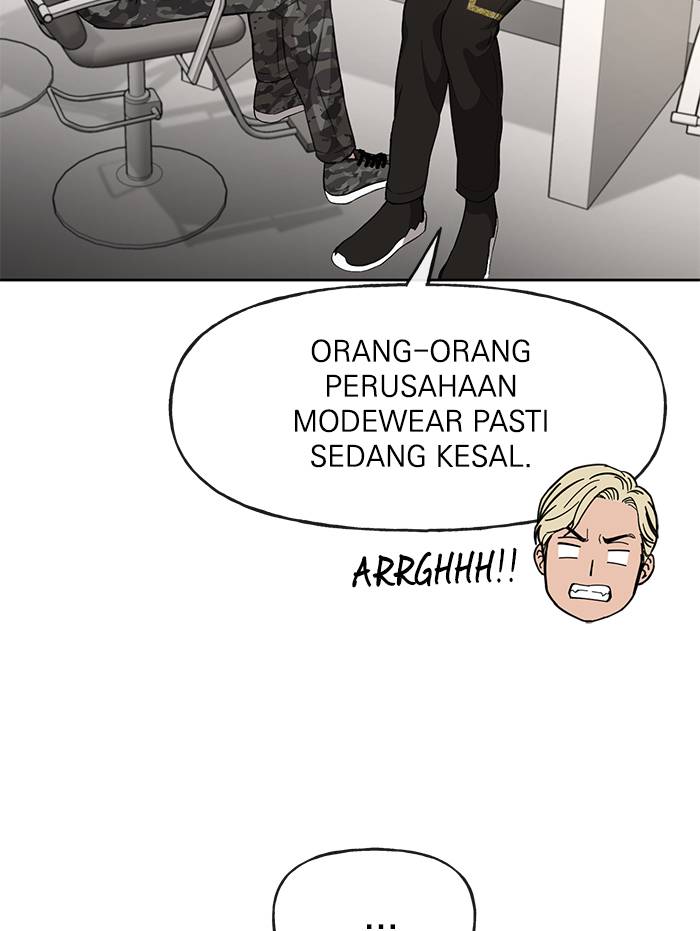 ORANG-ORANG
PERUSAHAAN
MODEWEAR PASTI
SEDANG KESAL.
ARRGHHH!!
...